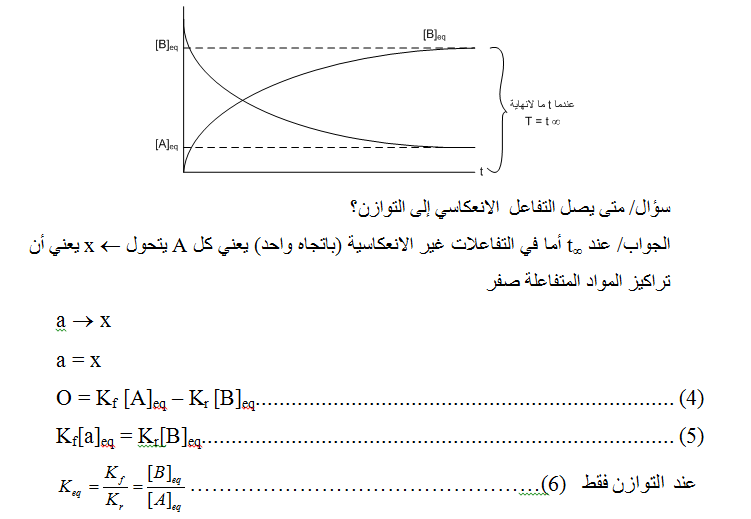 [B]eq
[B]eq
عندما t ما لانهاية
T = t ∞
[A]eq
t
سؤال/ متى يصل التفاعل الانعكاسي إلى التوازن؟
الجواب/ عند t∞ أما في التفاعلات غير الانعكاسية (باتجاه واحد) يعني كل A يتحول ← x يعني أن
تراكيز المواد المتفاعلة صفر
a → x
a = x
O = Kf [A]eq – Kr [B]eq...................................................................... (4)
Kf[a]eq = Kr[B]eq............................................................................... (5)
Keq = Kf/Kr = [B]eq/[A]eq ................................................(6) عند التوازن فقط